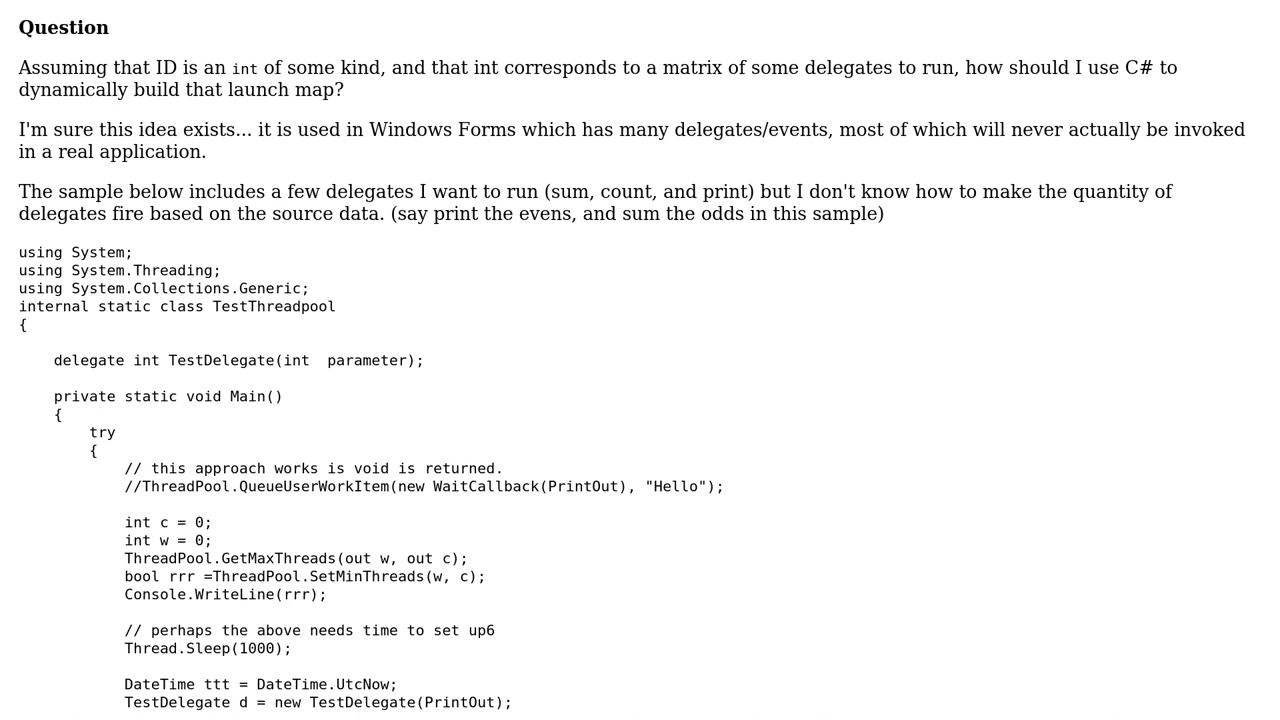 Question
Assuming that ID is an int of some kind, and that int corresponds to a matrix of some delegates to run, how should I use C# to
dynamically build that launch map?
I'm sure this idea exists... it is used in Windows Forms which has many delegates/events, most of which will never actually be invoked
in a real application.
The sample below includes a few delegates I want to run (sum, count, and print) but I don't know how to make the quantity of
delegates fire based on the source data. (say print the evens, and sum the odds in this sample)
using System;
using System.Threading;
using System.Collections.Generic;
internal static class TestThreadpool
{
    delegate int TestDelegate(int  parameter);
    private static void Main()
    {
        try
        {
            // this approach works is void is returned.
            //ThreadPool.QueueUserWorkItem(new WaitCallback(PrintOut), "Hello");
            int c = 0;
            int w = 0;
            ThreadPool.GetMaxThreads(out w, out c);
            bool rrr =ThreadPool.SetMinThreads(w, c);
            Console.WriteLine(rrr);
            // perhaps the above needs time to set up6
            Thread.Sleep(1000);
            DateTime ttt = DateTime.UtcNow;
            TestDelegate d = new TestDelegate(PrintOut);